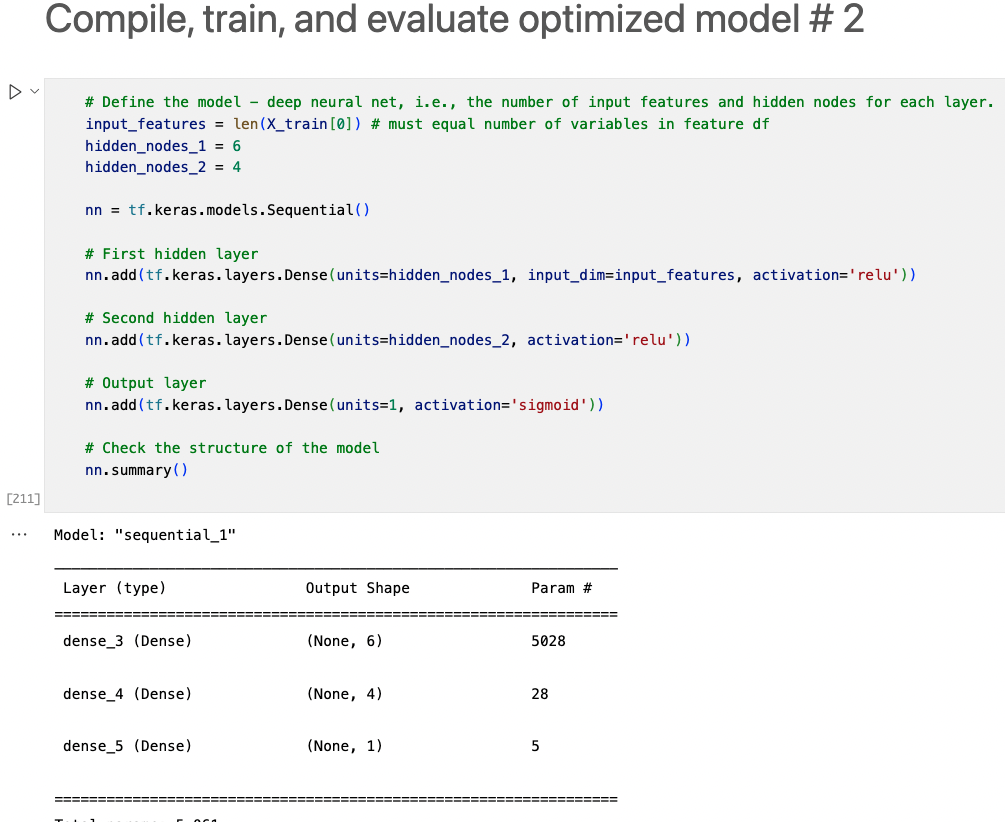 Compile, train, and evaluate optimized model # 2
# Define the model – deep neural net, i.e., the number of input features and hidden nodes for each layer.
input_features = len(X_train[0]) # must equal number of variables in feature df
hidden_nodes_1 = 6
hidden_nodes_2 = 4
nn = tf.keras.models.Sequential()
# First hidden layer
nn.add(tf.keras.layers.Dense(units=hidden_nodes_1, input_dim=input_features, activation='relu'))
# Second hidden layer
nn.add(tf.keras.layers.Dense(units=hidden_nodes_2, activation='relu'))
# Output layer
nn.add(tf.keras.layers.Dense(units=1, activation='sigmoid'))
# Check the structure of the model
nn.summary()
[211]
Model: "sequential_1"
Layer (type) Output Shape Param #
dense_3 (Dense) (None, 6) 5028
dense_4 (Dense) (None, 4) 28
dense_5 (Dense) (None, 1) 5